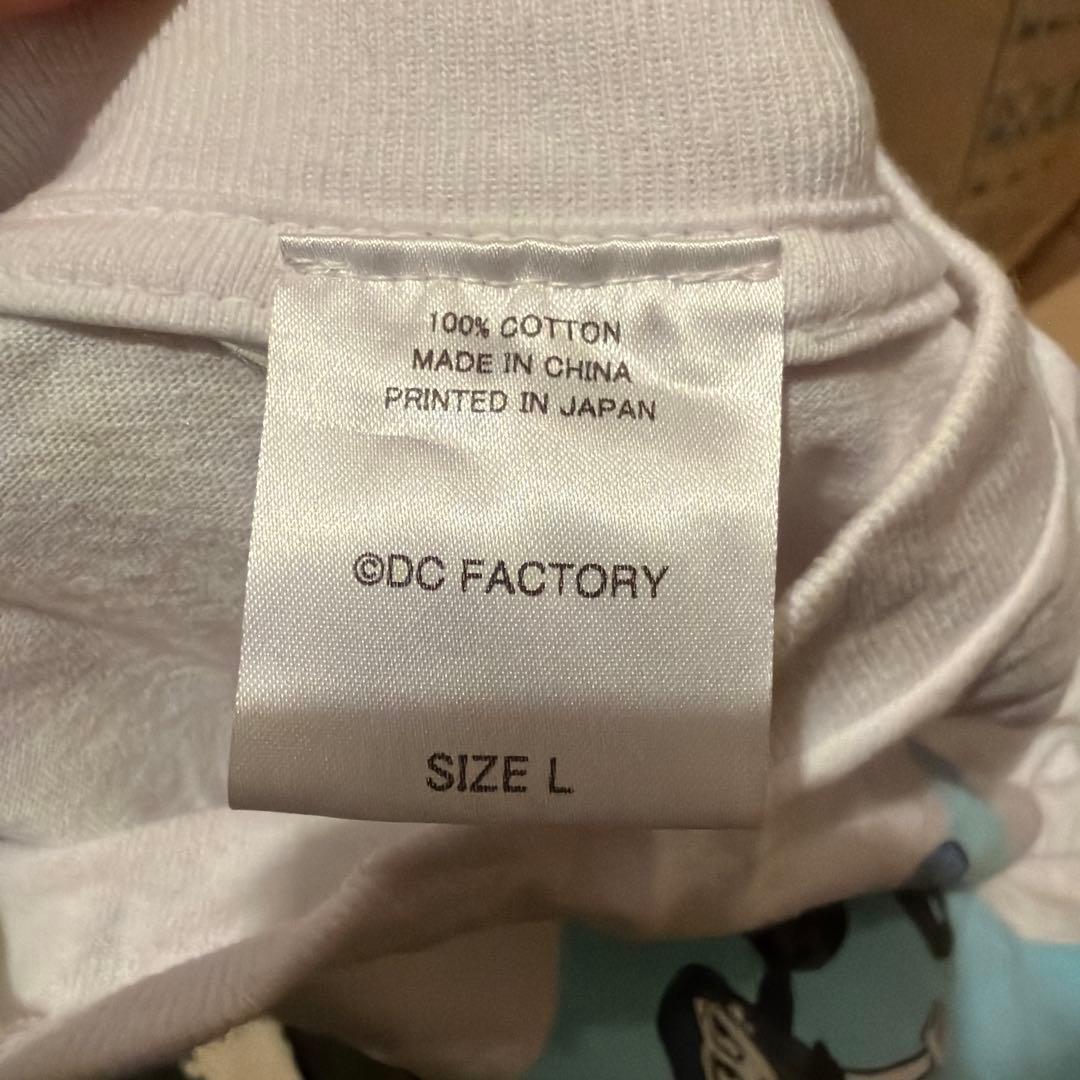 100% COTTON
MADE IN CHINA
PRINTED IN JAPAN
©DC FACTORY
SIZE L